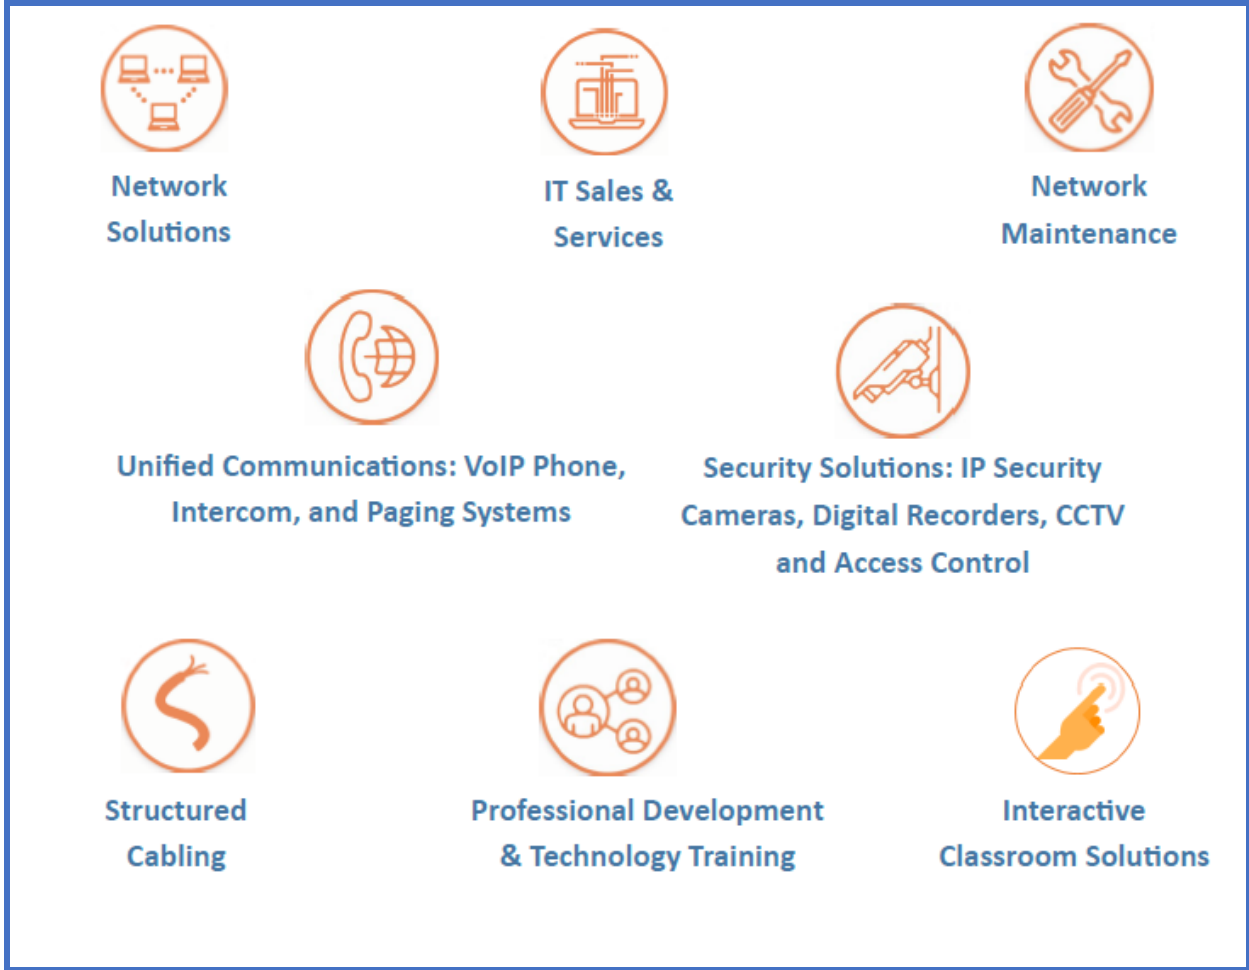 Network
Solutions
IT Sales &
Services
Network
Maintenance
Unified Communications: VoIP Phone,
Intercom, and Paging Systems
Security Solutions: IP Security
Cameras, Digital Recorders, CCTV
and Access Control
Structured
Cabling
Professional Development
& Technology Training
Interactive
Classroom Solutions